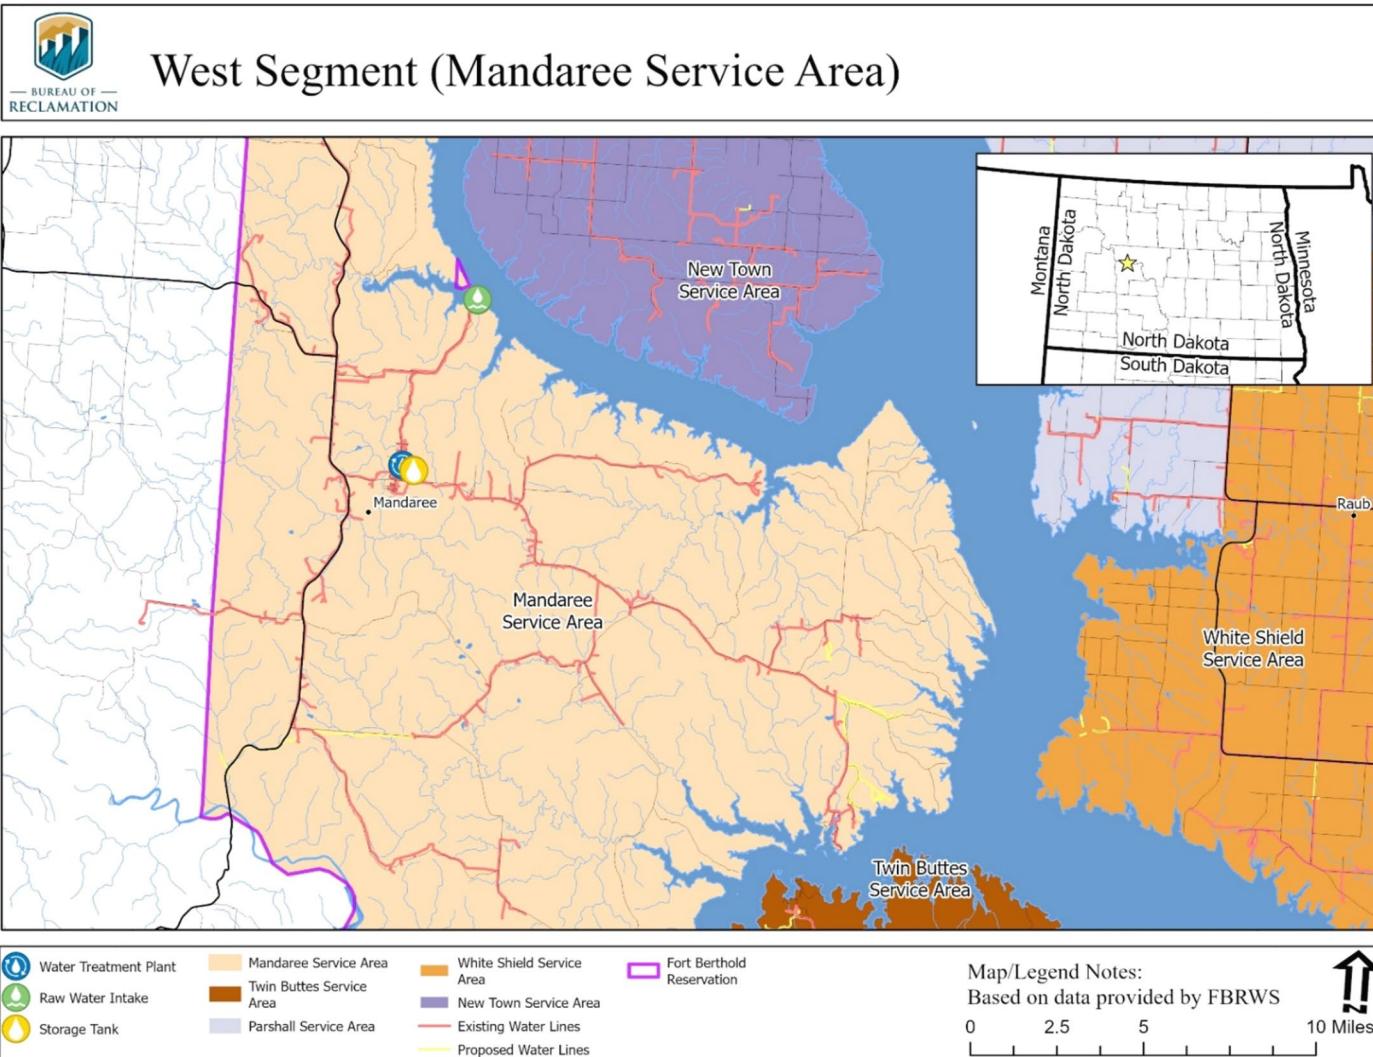 BUREAU OF
RECLAMATION
West Segment (Mandaree Service Area)
New Town
Service Area
Montana
North Dakota
North Dakota
Minnesota
North Dakota
South Dakota
Mandaree
Raub
Mandaree
Service Area
White Shield
Service Area
Twin Buttes
Service Area
Water Treatment Plant
Raw Water Intake
Storage Tank
Mandaree Service Area
Twin Buttes Service
Area
Parshall Service Area
White Shield Service
Area
New Town Service Area
Existing Water Lines
Proposed Water Lines
Fort Berthold
Reservation
Map/Legend Notes:
Based on data provided by FBRWS
0 2.5 5 10 Miles
N